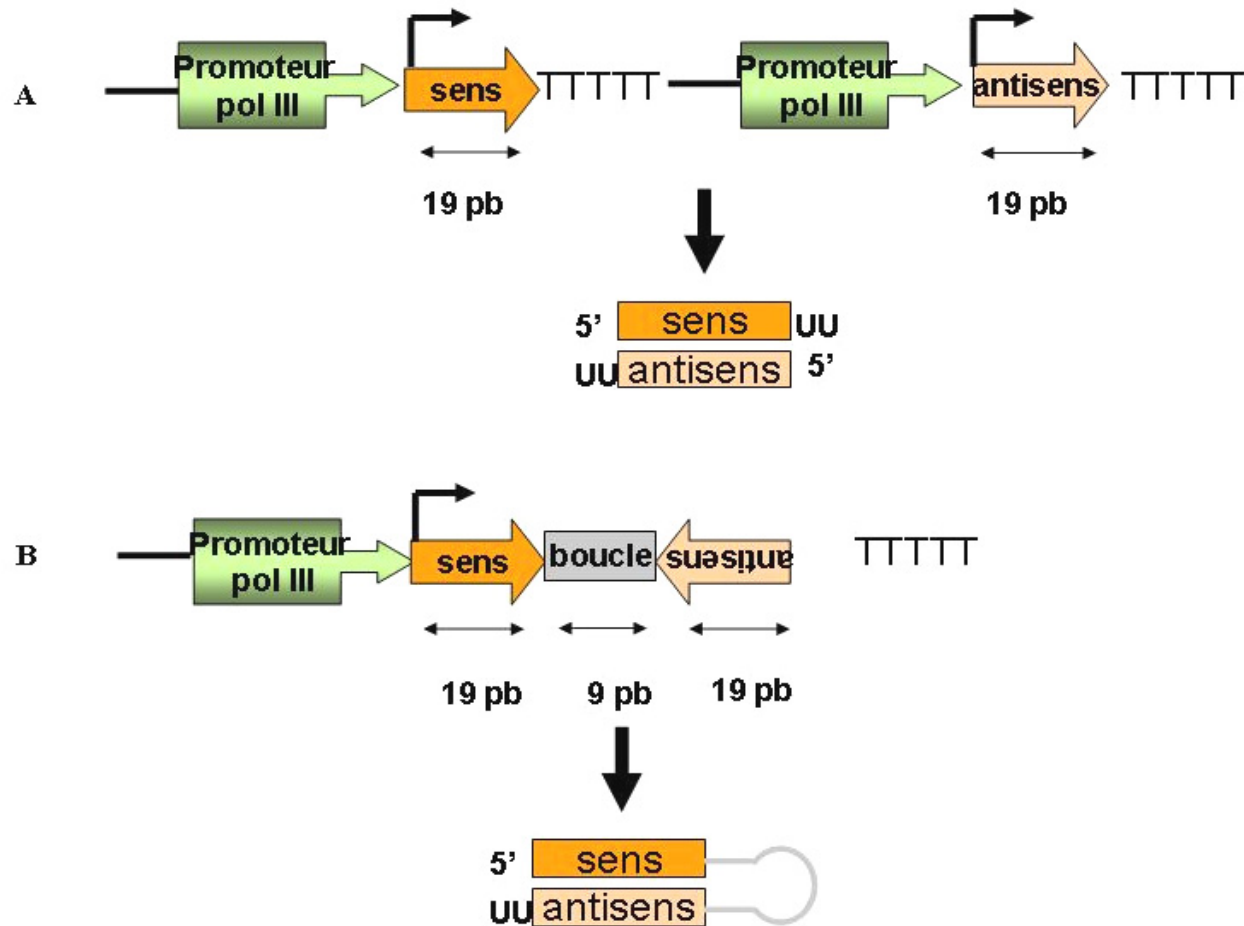 A
Promoteur
pol III
sens
TTTTT
Promoteur
pol III
antisens
TTTTT
19 pb
19 pb
5’ sens UU
UU antisens 5’
B
Promoteur
pol III
sens
boucle
antisens
TTTTT
19 pb
9 pb
19 pb
5’ sens
UU antisens